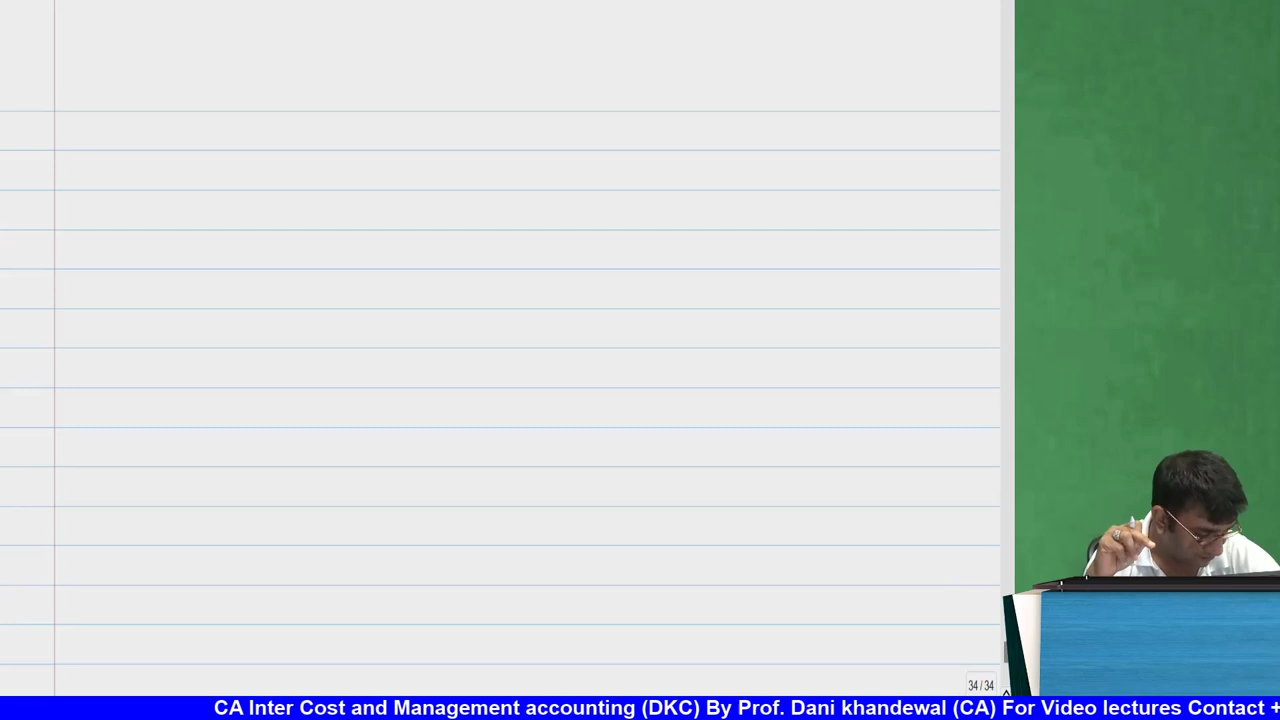 34 / 34
CA Inter Cost and Management accounting (DKC) By Prof. Dani khandewal (CA) For Video lectures Contact +